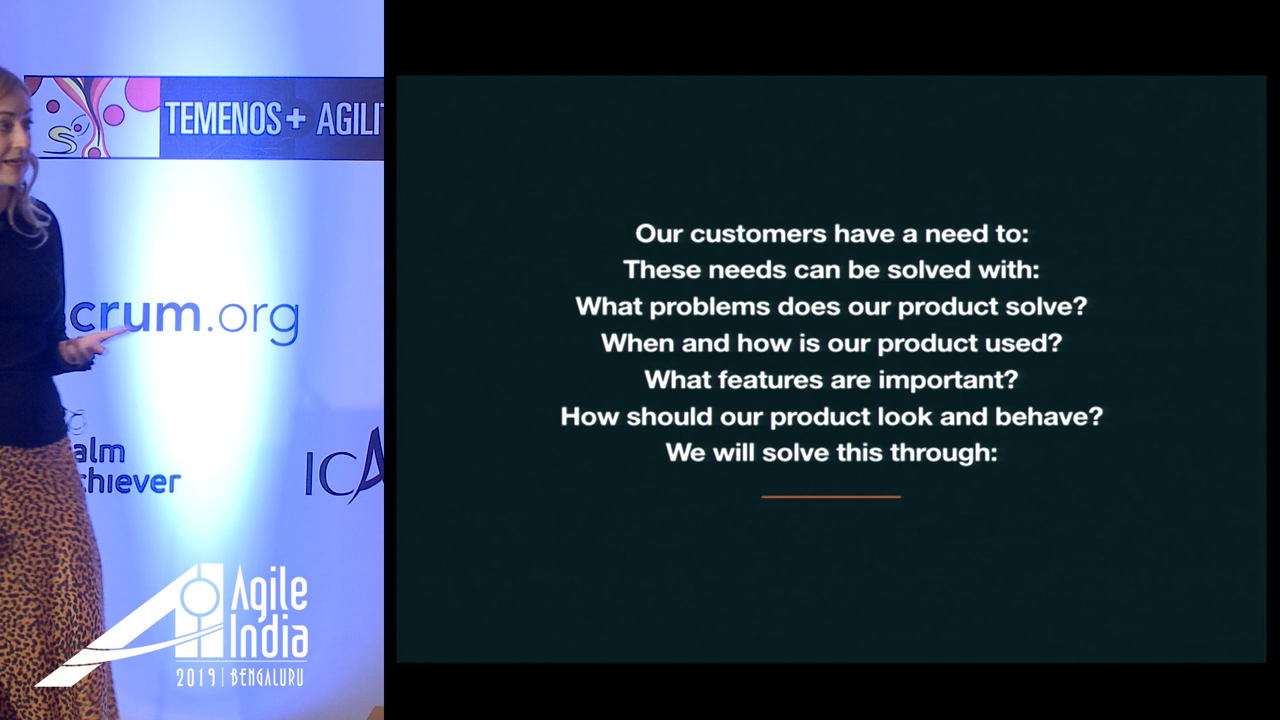 TEMENOS+ AGILIT
crum.org
alm
chiever
ICA
Agile
India
2019 | BENGALURU
Our customers have a need to:
These needs can be solved with:
What problems does our product solve?
When and how is our product used?
What features are important?
How should our product look and behave?
We will solve this through: